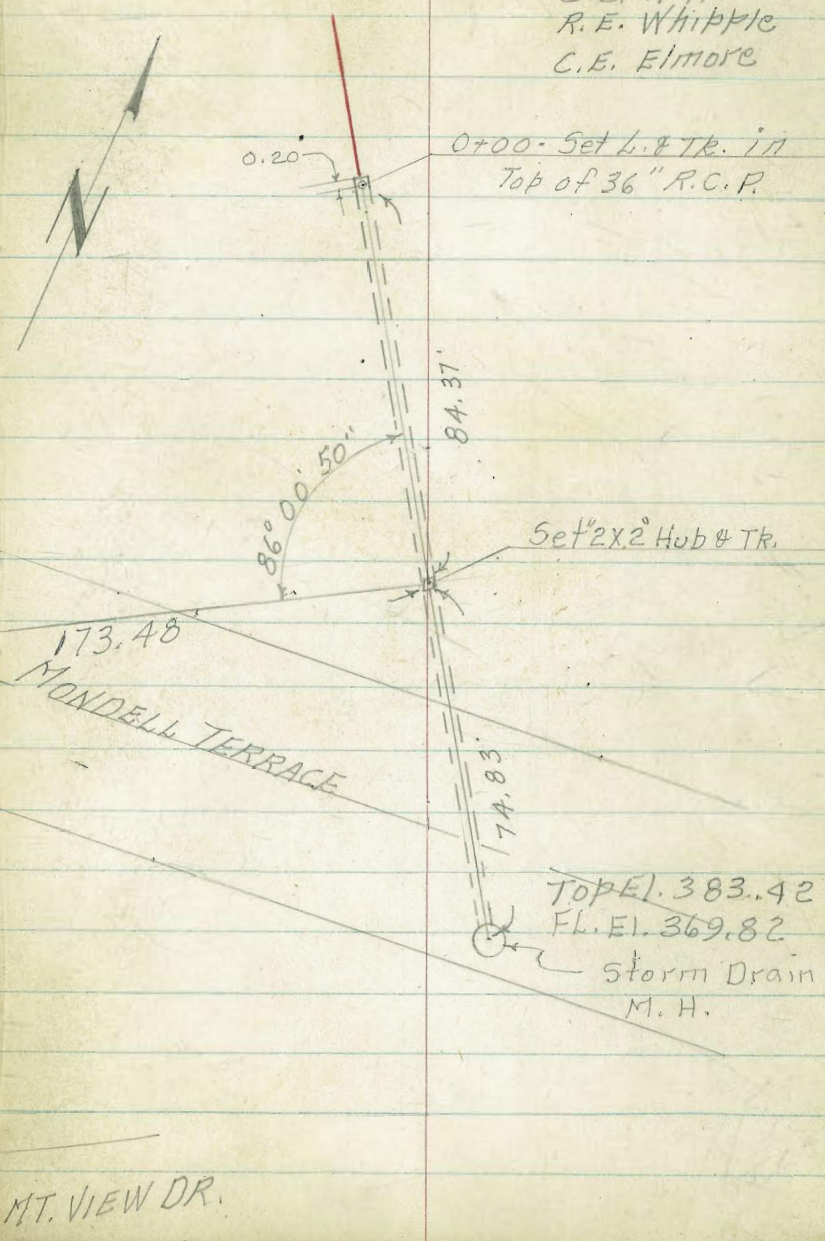 R. E. Whipple
C. E. Elmore
0+00 - Set L. & Tk. in
Top of 36" R.C.P.
0.20'
N
84.37'
86° 00' 50"
Set 2"X2" Hub & Tk.
173.48
MONDELL TERRACE
74.83'
Top El. 383.42
FL. El. 369.82
Storm Drain
M. H.
MT. VIEW DR.